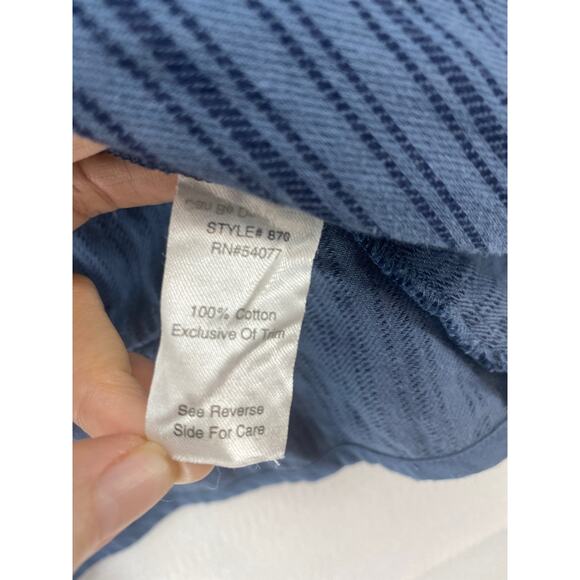 STYLE# 870
RN#54077
100% Cotton
Exclusive Of Trim
See Reverse
Side For Care